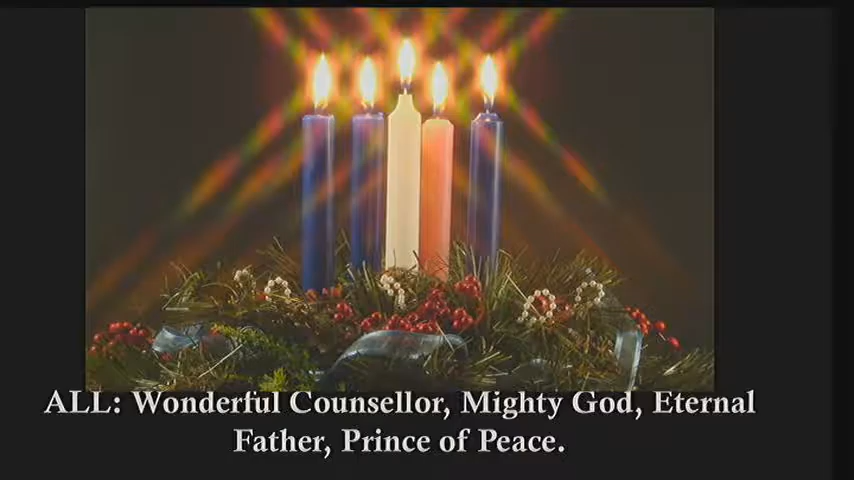 ALL: Wonderful Counsellor, Mighty God, Eternal
Father, Prince of Peace.